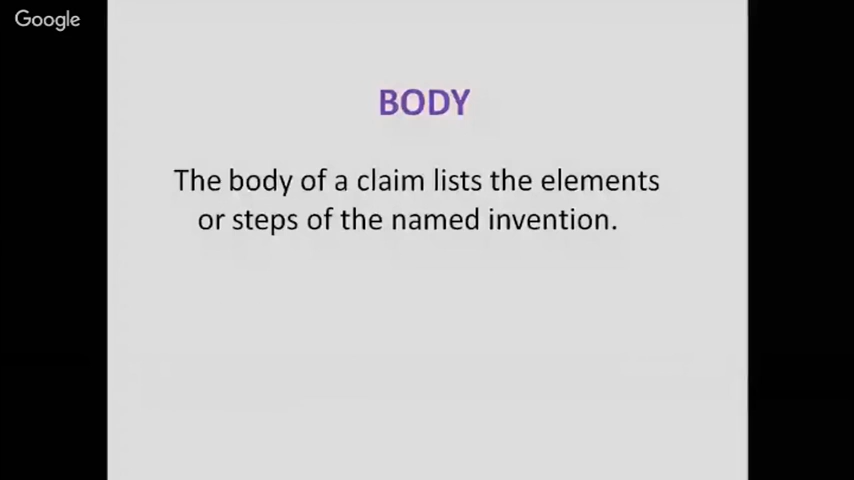 Google
BODY
The body of a claim lists the elements
or steps of the named invention.